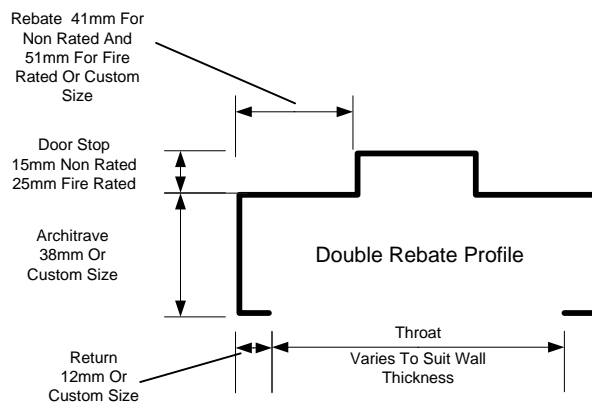 Rebate 41mm For
Non Rated And
51mm For Fire
Rated Or Custom
Size
Door Stop
15mm Non Rated
25mm Fire Rated
Architrave
38mm Or
Custom Size
Double Rebate Profile
Return
12mm Or
Custom Size
Throat
Varies To Suit Wall
Thickness